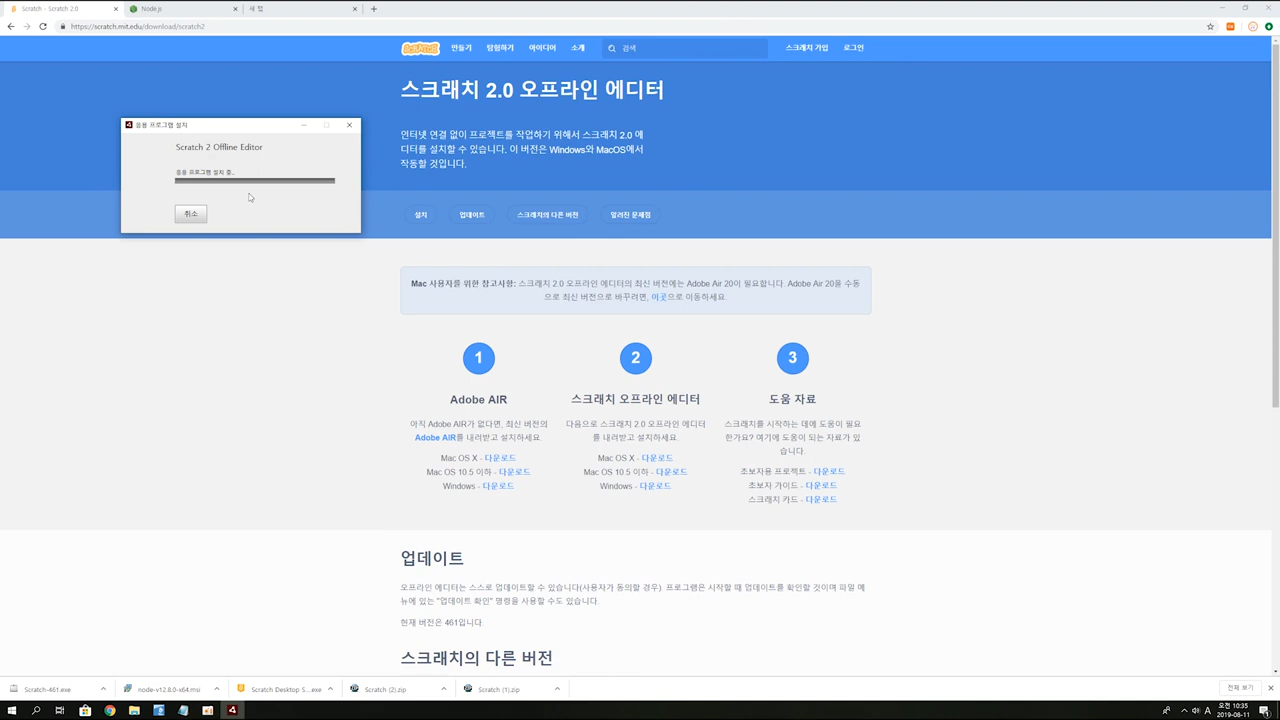 Scratch - Scratch 2.0
Node.js
새 탭
https://scratch.mit.edu/download/scratch2
SCRATCH 만들기 탐험하기 아이디어 소개 검색 스크래치 가입 로그인
스크래치 2.0 오프라인 에디터
인터넷 연결 없이 프로젝트를 작업하기 위해서 스크래치 2.0 에
디터를 설치할 수 있습니다. 이 버전은 Windows와 MacOS에서
작동할 것입니다.
응용 프로그램 설치
Scratch 2 Offline Editor
응용 프로그램 설치 중...
취소
설치 업데이트 스크래치의 다른 버전 알려진 문제점
Mac 사용자를 위한 참고사항: 스크래치 2.0 오프라인 에디터의 최신 버전에는 Adobe Air 20이 필요합니다. Adobe Air 20을 수동
으로 최신 버전으로 바꾸려면, 이곳으로 이동하세요.
1
Adobe AIR
아직 Adobe AIR가 없다면, 최신 버전의
Adobe AIR를 내려받고 설치하세요.
Mac OS X - 다운로드
Mac OS 10.5 이하 - 다운로드
Windows - 다운로드
2
스크래치 오프라인 에디터
다음으로 스크래치 2.0 오프라인 에디터
를 내려받고 설치하세요.
Mac OS X - 다운로드
Mac OS 10.5 이하 - 다운로드
Windows - 다운로드
3
도움 자료
스크래치를 시작하는 데에 도움이 필요
한가요? 여기에 도움이 되는 자료가 있
습니다.
초보자용 프로젝트 - 다운로드
초보자 가이드 - 다운로드
스크래치 카드 - 다운로드
업데이트
오프라인 에디터는 스스로 업데이트할 수 있습니다(사용자가 동의할 경우). 프로그램은 시작할 때 업데이트를 확인할 것이며 파일 메
뉴에 있는 "업데이트 확인" 명령을 사용할 수도 있습니다.
현재 버전은 461입니다.
스크래치의 다른 버전
Scratch-461.exe
node-v12.8.0-x64.msi
Scratch Desktop S....exe
Scratch (2).zip
Scratch (1).zip
전체 보기
A
오전 10:35
2019-08-11